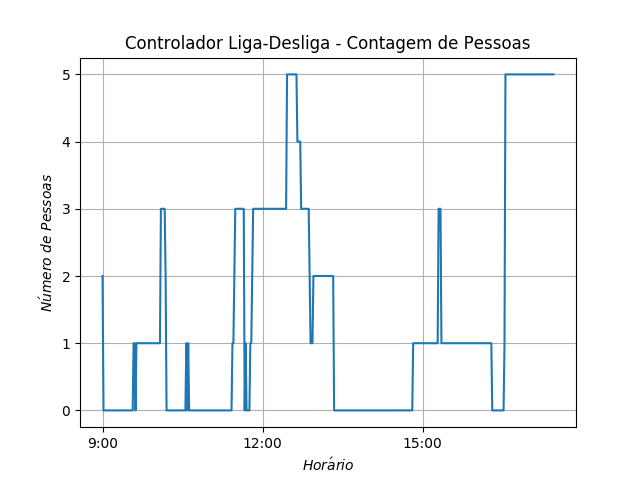 Controlador Liga-Desliga - Contagem de Pessoas
5
4
3
2
1
0
Número de Pessoas
9:00 12:00 15:00
Horário